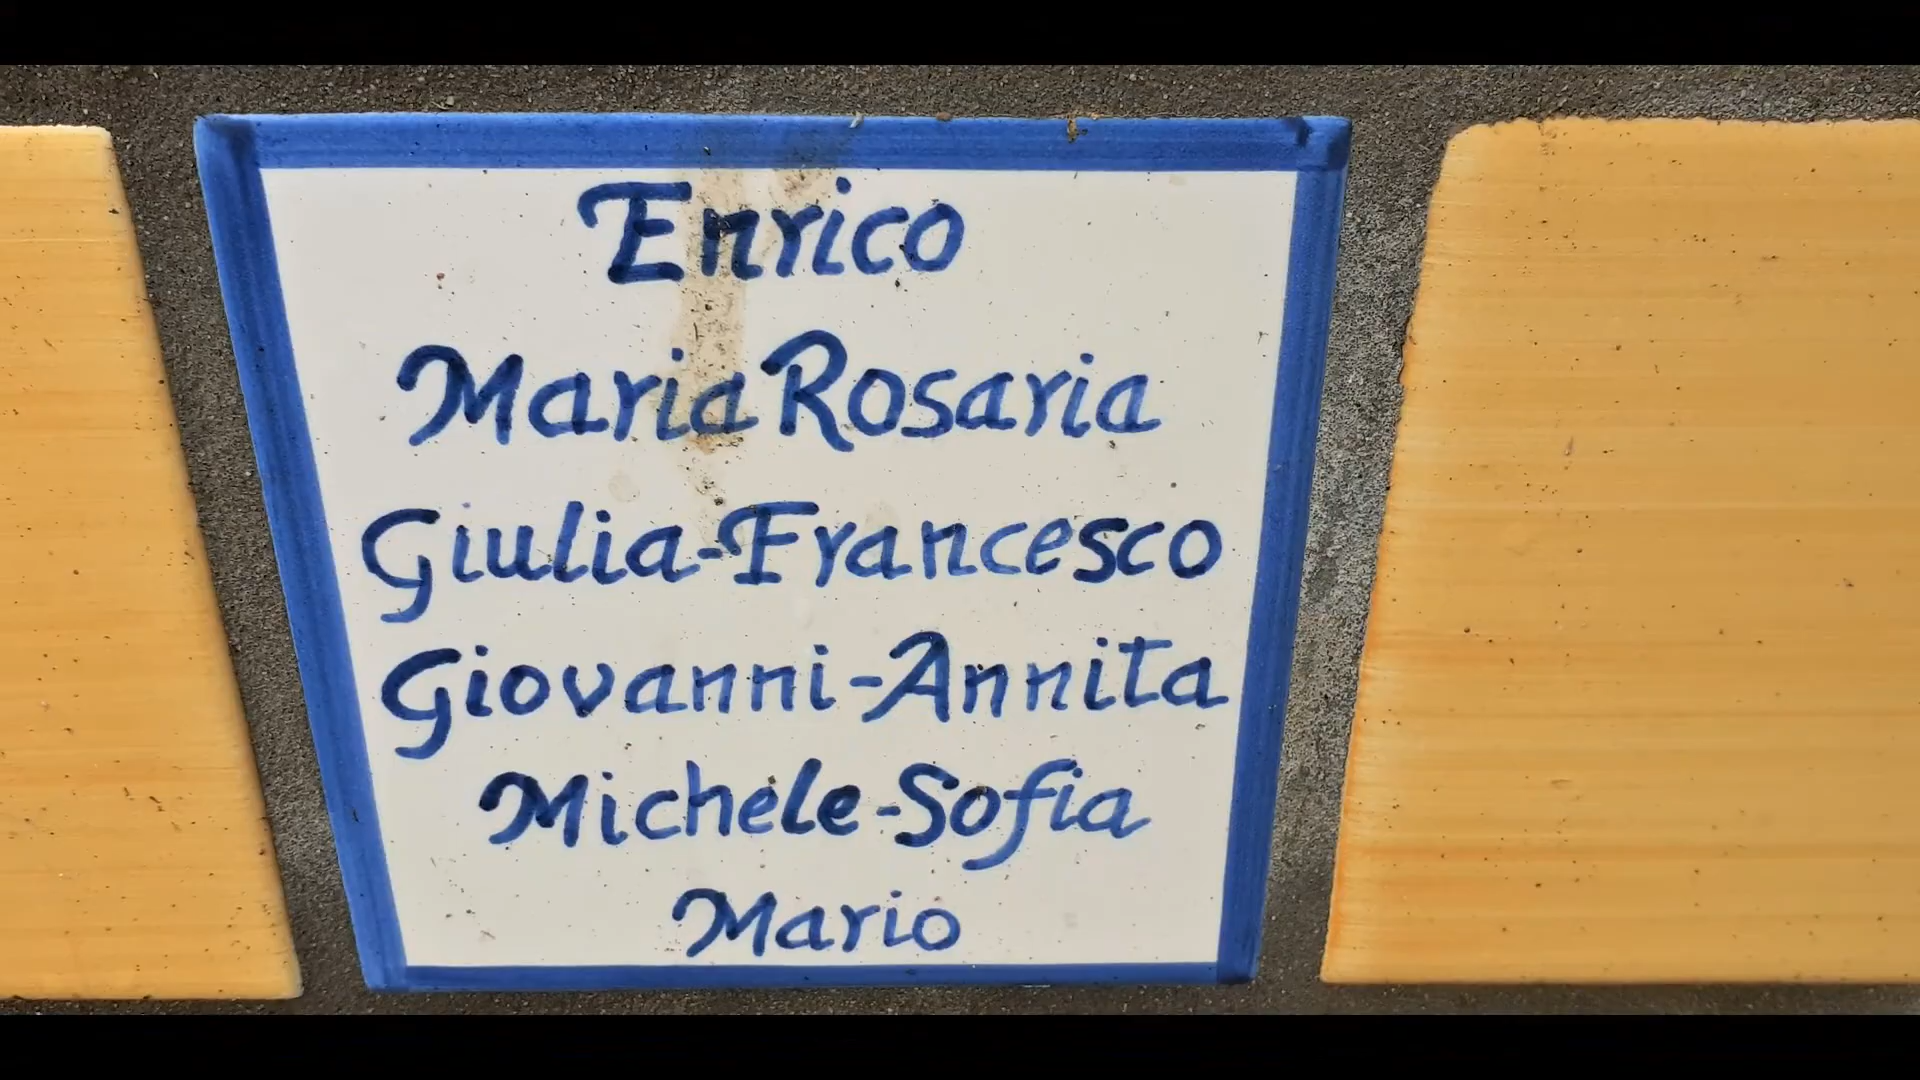 Enrico
Maria Rosaria
Giulia-Francesco
Giovanni-Annita
Michele-Sofia
Mario